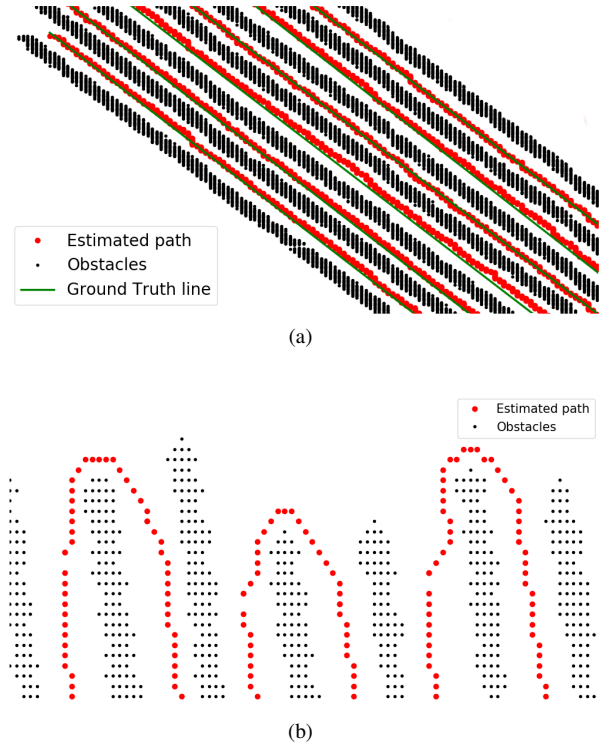 Estimated path
Obstacles
Ground Truth line
(a)
Estimated path
Obstacles
(b)